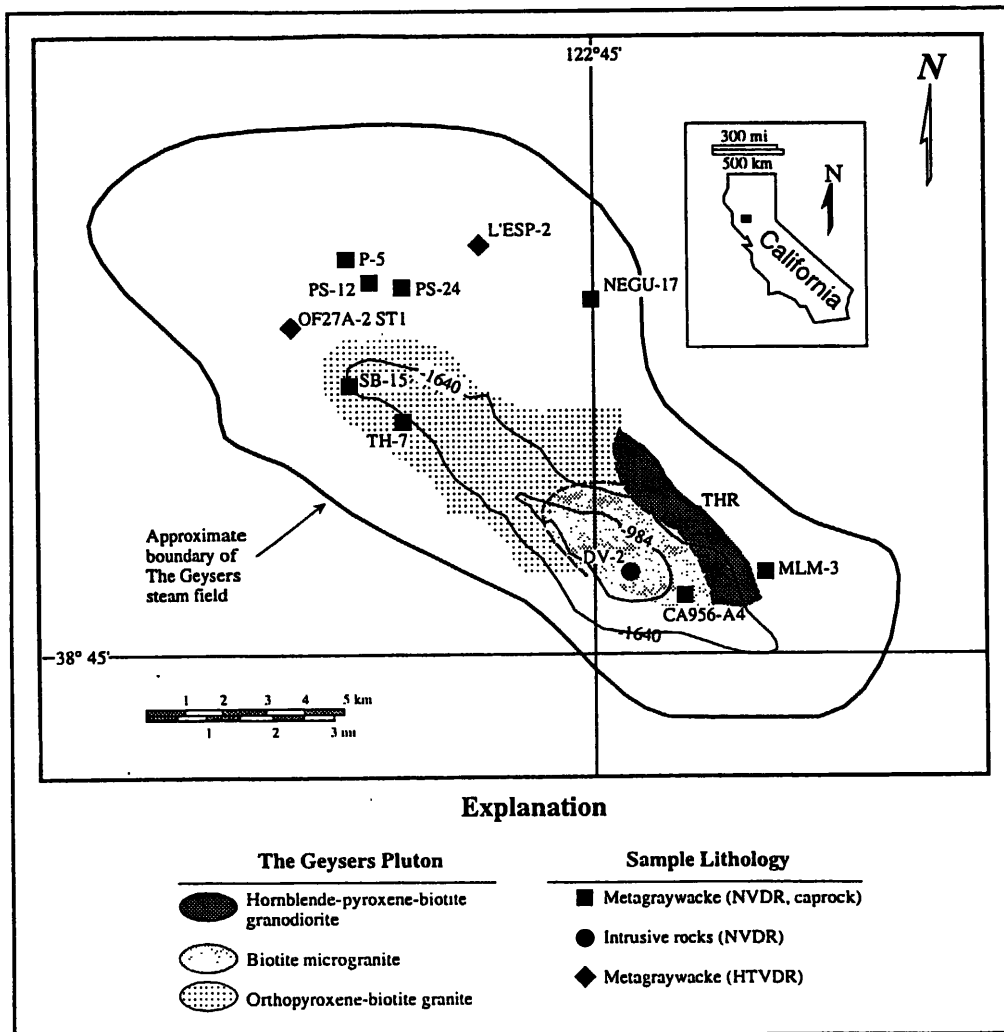 122°45'
N
300 mi
500 km
N
California
L'ESP-2
P-5
PS-12
PS-24
NEGU-17
OF27A-2 ST1
SB-15
-1640
TH-7
THR
-984
DV-2
MLM-3
CA956-A4
-1640
Approximate
boundary of
The Geysers
steam field
38° 45'
1 2 3 4 5 km
1 2 3 mi
Explanation
The Geysers Pluton
Hornblende-pyroxene-biotite
granodiorite
Biotite microgranite
Orthopyroxene-biotite granite
Sample Lithology
Metagraywacke (NVDR, caprock)
Intrusive rocks (NVDR)
Metagraywacke (HTVDR)